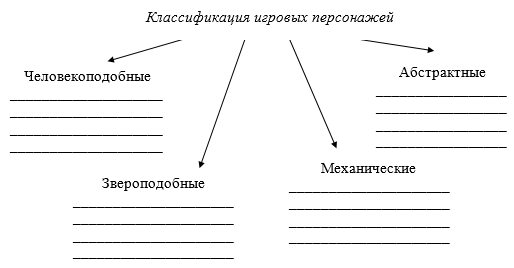 Классификация игровых персонажей
Человекоподобные
Абстрактные
Звероподобные
Механические